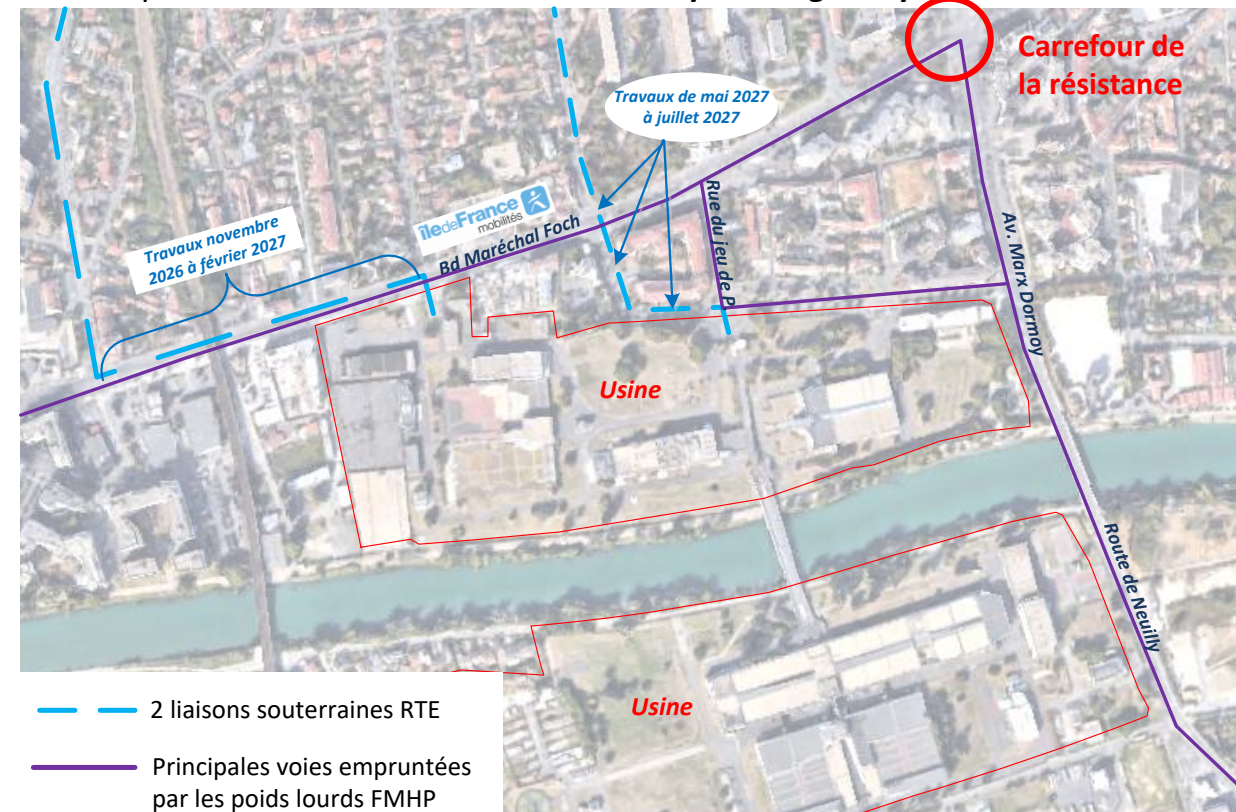 Carrefour de
la résistance
Travaux de mai 2027
à juillet 2027
Rue du jeu de P
îledeFrance
mobilités
Bd Maréchal Foch
Travaux novembre
2026 à février 2027
Av. Marx Dormoy
Usine
Route de Neuilly
Usine
2 liaisons souterraines RTE
Principales voies empruntées
par les poids lourds FMHP